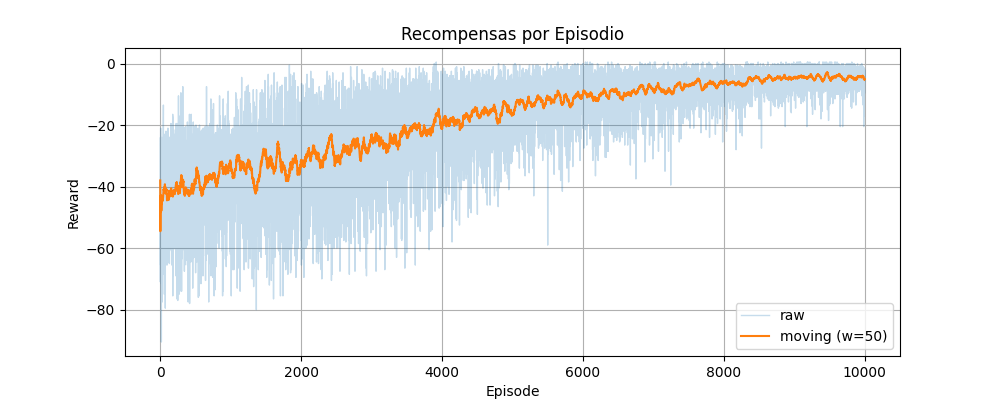 Recompensas por Episodio
0
−20
−40
−60
−80
Reward
0
2000
4000
6000
8000
10000
Episode
raw
moving (w=50)